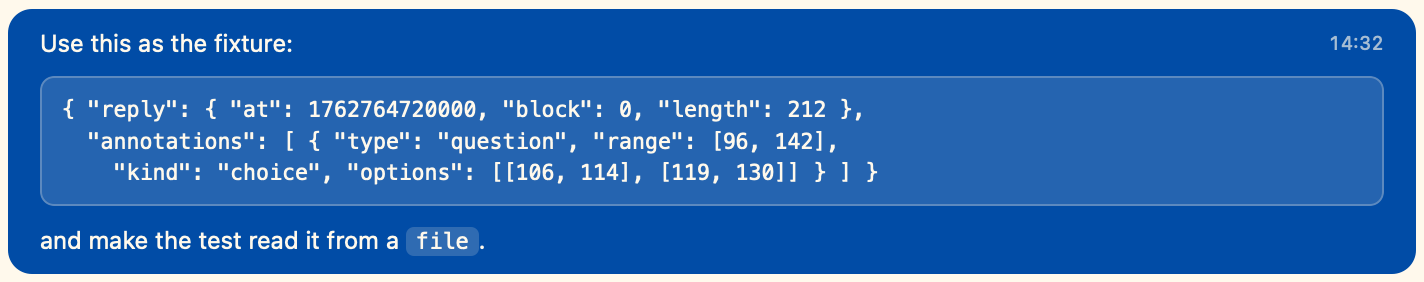 Use this as the fixture:
14:32
{ "reply": { "at": 1762764720000, "block": 0, "length": 212 },
  "annotations": [ { "type": "question", "range": [96, 142],
    "kind": "choice", "options": [[106, 114], [119, 130]] } ] }
and make the test read it from a file.